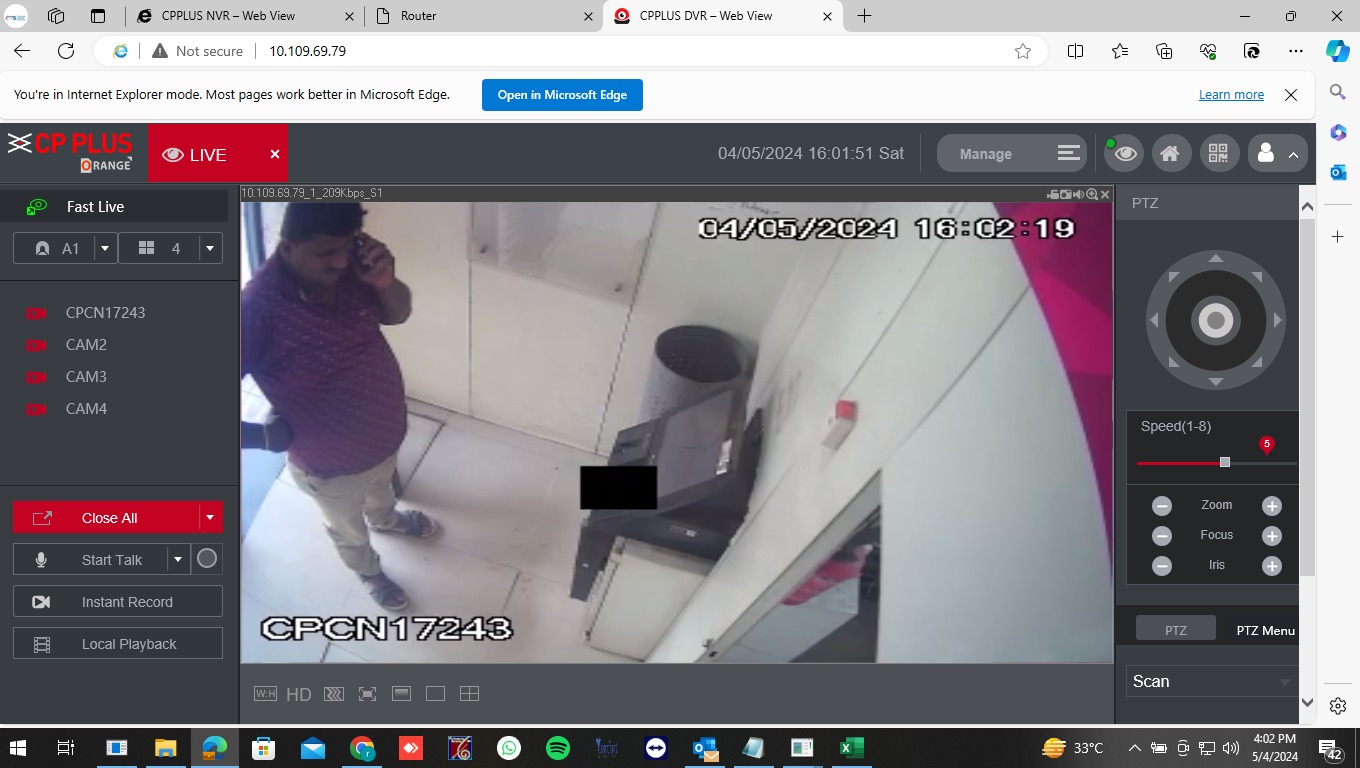 CPPLUS NVR – Web View
Router
CPPLUS DVR – Web View
Not secure
10.109.69.79
You're in Internet Explorer mode. Most pages work better in Microsoft Edge.
Open in Microsoft Edge
Learn more
CP PLUS
ORANGE
LIVE
04/05/2024 16:01:51 Sat
Manage
Fast Live
A1
4
CPCN17243
CAM2
CAM3
CAM4
Close All
Start Talk
Instant Record
Local Playback
10.109.69.79_1_209Kbps_S1
04/05/2024 16:02:19
CPCN17243
W:H
HD
PTZ
Speed(1-8)
5
Zoom
Focus
Iris
PTZ
PTZ Menu
Scan
33°C
4:02 PM
5/4/2024
42